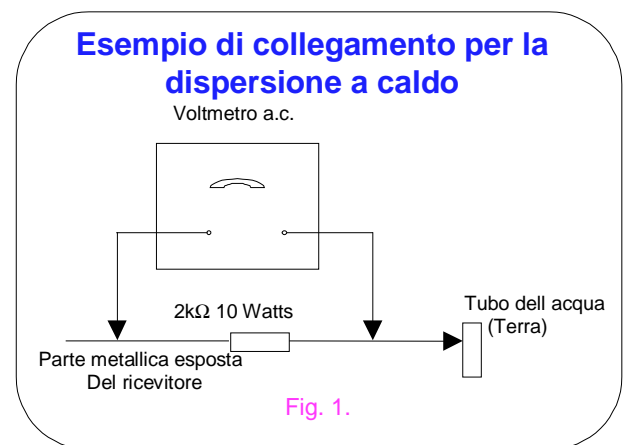 Esempio di collegamento per la
dispersione a caldo
Voltmetro a.c.
2kΩ 10 Watts
Tubo dell acqua
(Terra)
Parte metallica esposta
Del ricevitore
Fig. 1.